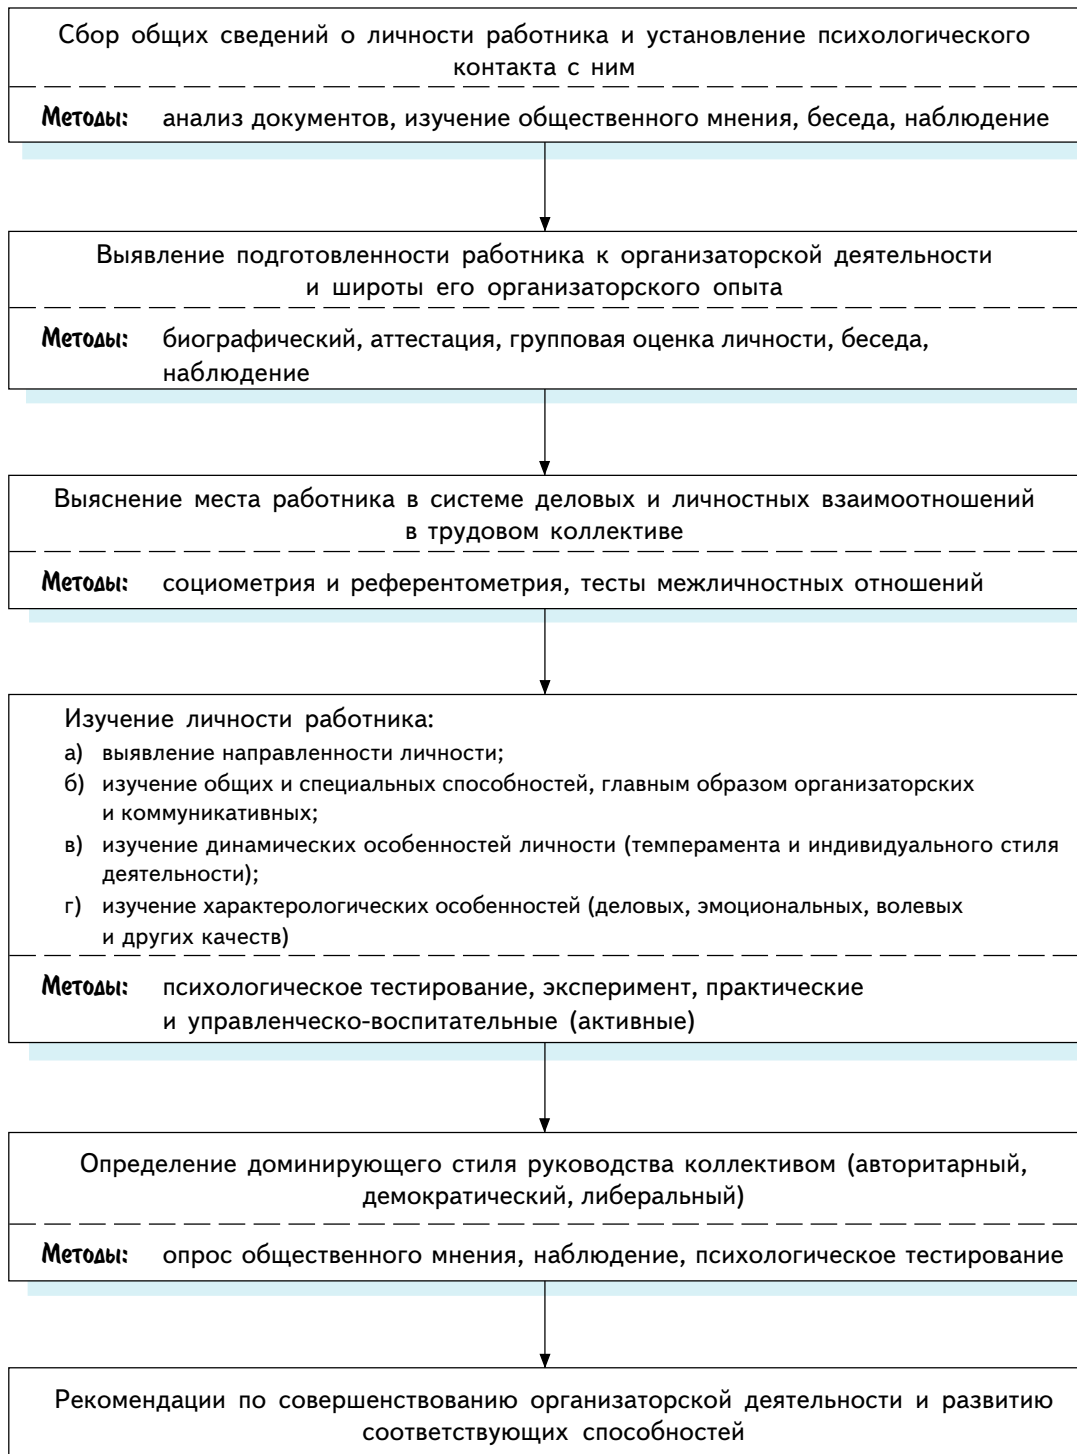 Сбор общих сведений о личности работника и установление психологического
контакта с ним
Методы: анализ документов, изучение общественного мнения, беседа, наблюдение
Выявление подготовленности работника к организаторской деятельности
и широты его организаторского опыта
Методы: биографический, аттестация, групповая оценка личности, беседа,
наблюдение
Выяснение места работника в системе деловых и личностных взаимоотношений
в трудовом коллективе
Методы: социометрия и референтометрия, тесты межличностных отношений
Изучение личности работника:
а) выявление направленности личности;
б) изучение общих и специальных способностей, главным образом организаторских
и коммуникативных;
в) изучение динамических особенностей личности (темперамента и индивидуального стиля
деятельности);
г) изучение характерологических особенностей (деловых, эмоциональных, волевых
и других качеств)
Методы: психологическое тестирование, эксперимент, практические
и управленческо-воспитательные (активные)
Определение доминирующего стиля руководства коллективом (авторитарный,
демократический, либеральный)
Методы: опрос общественного мнения, наблюдение, психологическое тестирование
Рекомендации по совершенствованию организаторской деятельности и развитию
соответствующих способностей